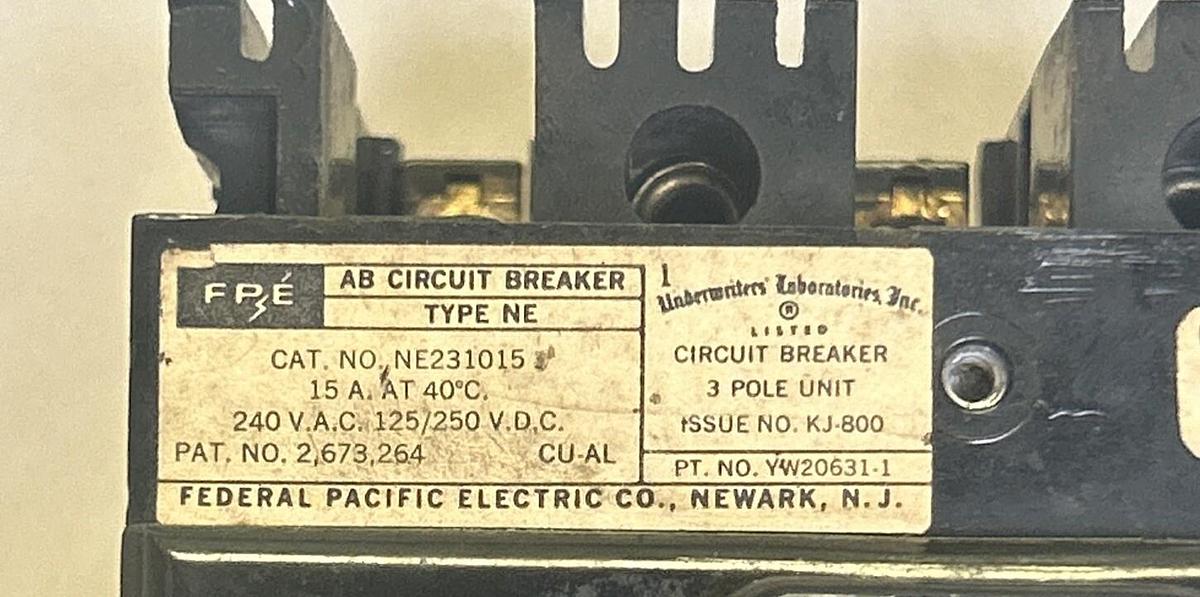 FPE
AB CIRCUIT BREAKER
TYPE NE
CAT. NO. NE231015
15 A. AT 40°C.
240 V.A.C. 125/250 V.D.C.
PAT. NO. 2,673,264 CU-AL
1
Underwriters' Laboratories, Inc.
®
LISTED
CIRCUIT BREAKER
3 POLE UNIT
ISSUE NO. KJ-800
PT. NO. YW20631-1
FEDERAL PACIFIC ELECTRIC CO., NEWARK, N.J.